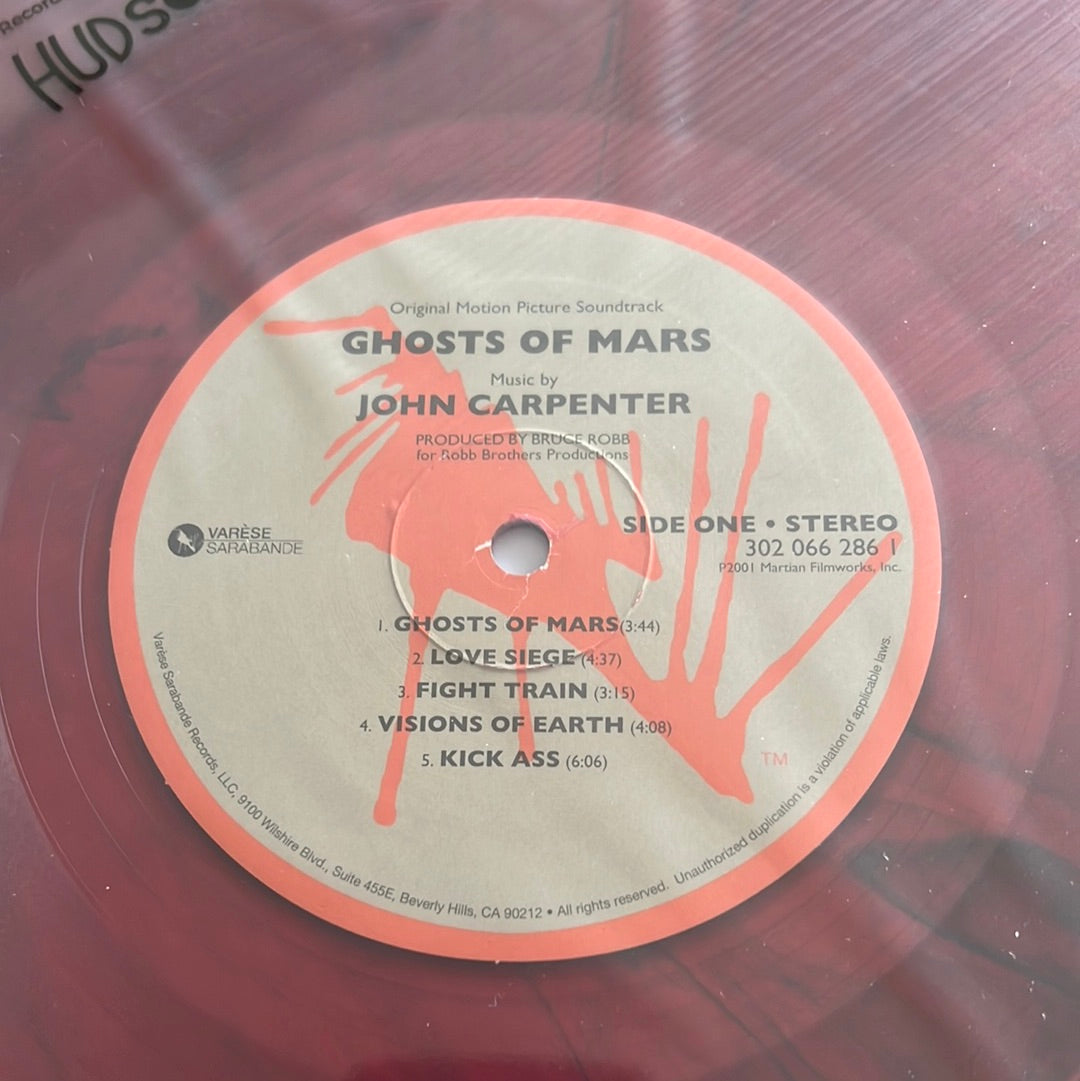 Original Motion Picture Soundtrack
GHOSTS OF MARS
Music by
JOHN CARPENTER
PRODUCED BY BRUCE ROBB
for Robb Brothers Productions
VARÈSE
SARABANDE
SIDE ONE • STEREO
302 066 286 1
P2001 Martian Filmworks, Inc.
1. GHOSTS OF MARS (3:44)
2. LOVE SIEGE (4:37)
3. FIGHT TRAIN (3:15)
4. VISIONS OF EARTH (4:08)
5. KICK ASS (6:06)
TM
Varèse Sarabande Records, LLC, 9100 Wilshire Blvd., Suite 455E, Beverly Hills, CA 90212 • All rights reserved. Unauthorized duplication is a violation of applicable laws.